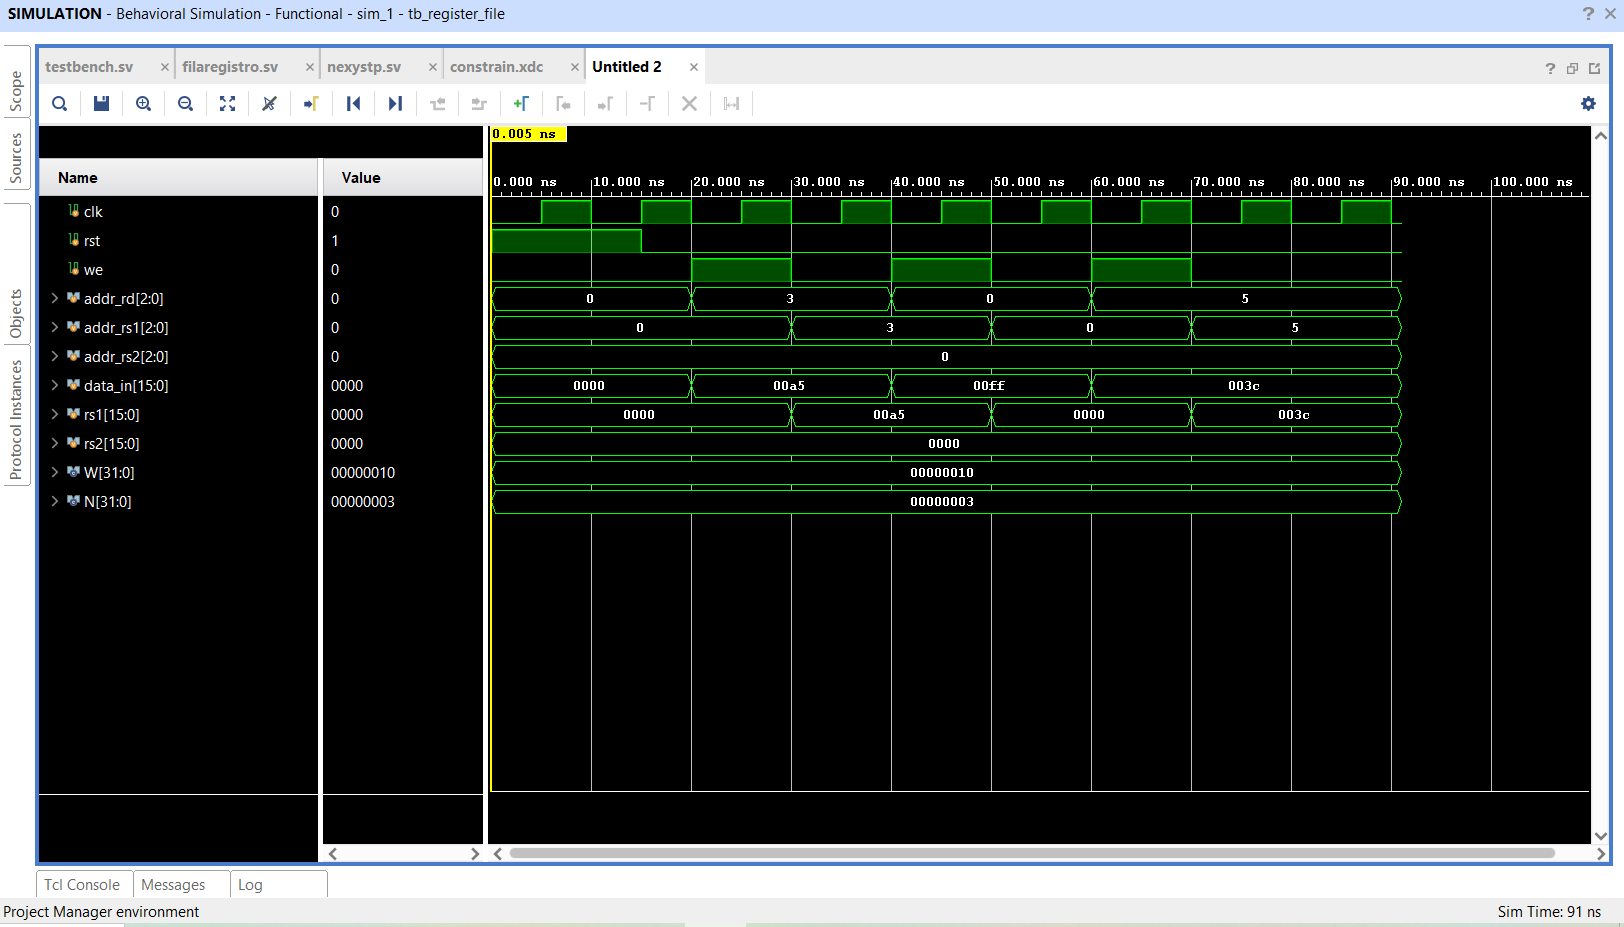 SIMULATION - Behavioral Simulation - Functional - sim_1 - tb_register_file
testbench.sv filaregistro.sv nexystp.sv constrain.xdc Untitled 2
Scope
Sources
Objects
Protocol Instances
0.005 ns
Name Value
0.000 ns 10.000 ns 20.000 ns 30.000 ns 40.000 ns 50.000 ns 60.000 ns 70.000 ns 80.000 ns 90.000 ns 100.000 ns
clk 0
rst 1
we 0
addr_rd[2:0] 0 0 3 0 5
addr_rs1[2:0] 0 0 3 0 5
addr_rs2[2:0] 0 0
data_in[15:0] 0000 0000 00a5 00ff 003c
rs1[15:0] 0000 0000 00a5 0000 003c
rs2[15:0] 0000 0000
W[31:0] 00000010 00000010
N[31:0] 00000003 00000003
Tcl Console Messages Log
Project Manager environment Sim Time: 91 ns